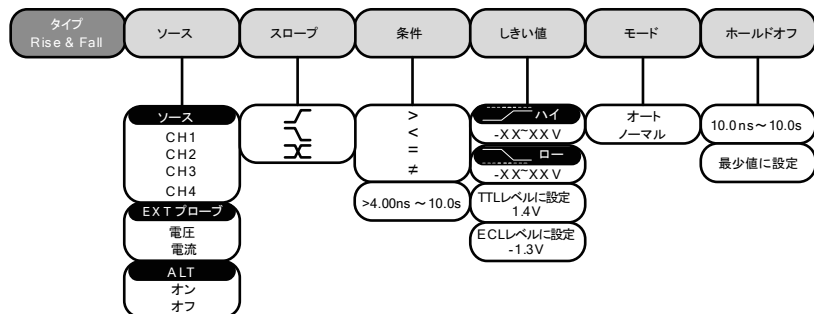 タイプ
Rise & Fall
ソース
スロープ
条件
しきい値
モード
ホールドオフ
ソース
CH1
CH2
CH3
CH4
EXT プローブ
電圧
電流
ALT
オン
オフ
>
<
=
≠
>4.00ns ~ 10.0s
ハイ
-XX~XX V
ロー
-XX~XX V
TTLレベルに設定
1.4V
ECLレベルに設定
-1.3V
オート
ノーマル
10.0ns~10.0s
最少値に設定